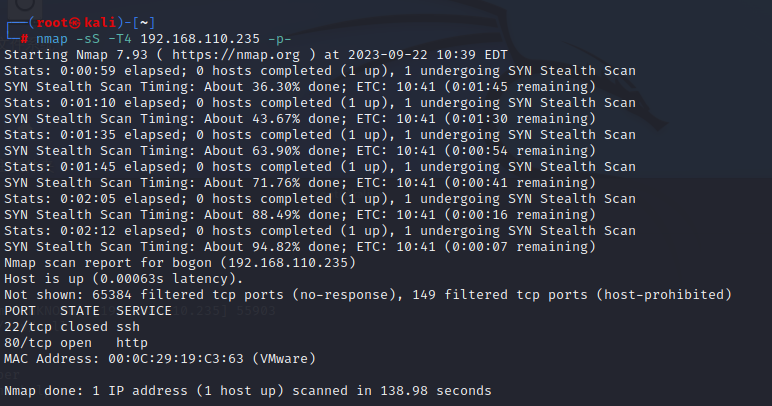 (root㉿kali)-[~]
# nmap -sS -T4 192.168.110.235 -p-
Starting Nmap 7.93 ( https://nmap.org ) at 2023-09-22 10:39 EDT
Stats: 0:00:59 elapsed; 0 hosts completed (1 up), 1 undergoing SYN Stealth Scan
SYN Stealth Scan Timing: About 36.30% done; ETC: 10:41 (0:01:45 remaining)
Stats: 0:01:10 elapsed; 0 hosts completed (1 up), 1 undergoing SYN Stealth Scan
SYN Stealth Scan Timing: About 43.67% done; ETC: 10:41 (0:01:30 remaining)
Stats: 0:01:35 elapsed; 0 hosts completed (1 up), 1 undergoing SYN Stealth Scan
SYN Stealth Scan Timing: About 63.90% done; ETC: 10:41 (0:00:54 remaining)
Stats: 0:01:45 elapsed; 0 hosts completed (1 up), 1 undergoing SYN Stealth Scan
SYN Stealth Scan Timing: About 71.76% done; ETC: 10:41 (0:00:41 remaining)
Stats: 0:02:05 elapsed; 0 hosts completed (1 up), 1 undergoing SYN Stealth Scan
SYN Stealth Scan Timing: About 88.49% done; ETC: 10:41 (0:00:16 remaining)
Stats: 0:02:12 elapsed; 0 hosts completed (1 up), 1 undergoing SYN Stealth Scan
SYN Stealth Scan Timing: About 94.82% done; ETC: 10:41 (0:00:07 remaining)
Nmap scan report for bogon (192.168.110.235)
Host is up (0.00063s latency).
Not shown: 65384 filtered tcp ports (no-response), 149 filtered tcp ports (host-prohibited)
PORT   STATE  SERVICE
22/tcp closed ssh
80/tcp open   http
MAC Address: 00:0C:29:19:C3:63 (VMware)
Nmap done: 1 IP address (1 host up) scanned in 138.98 seconds